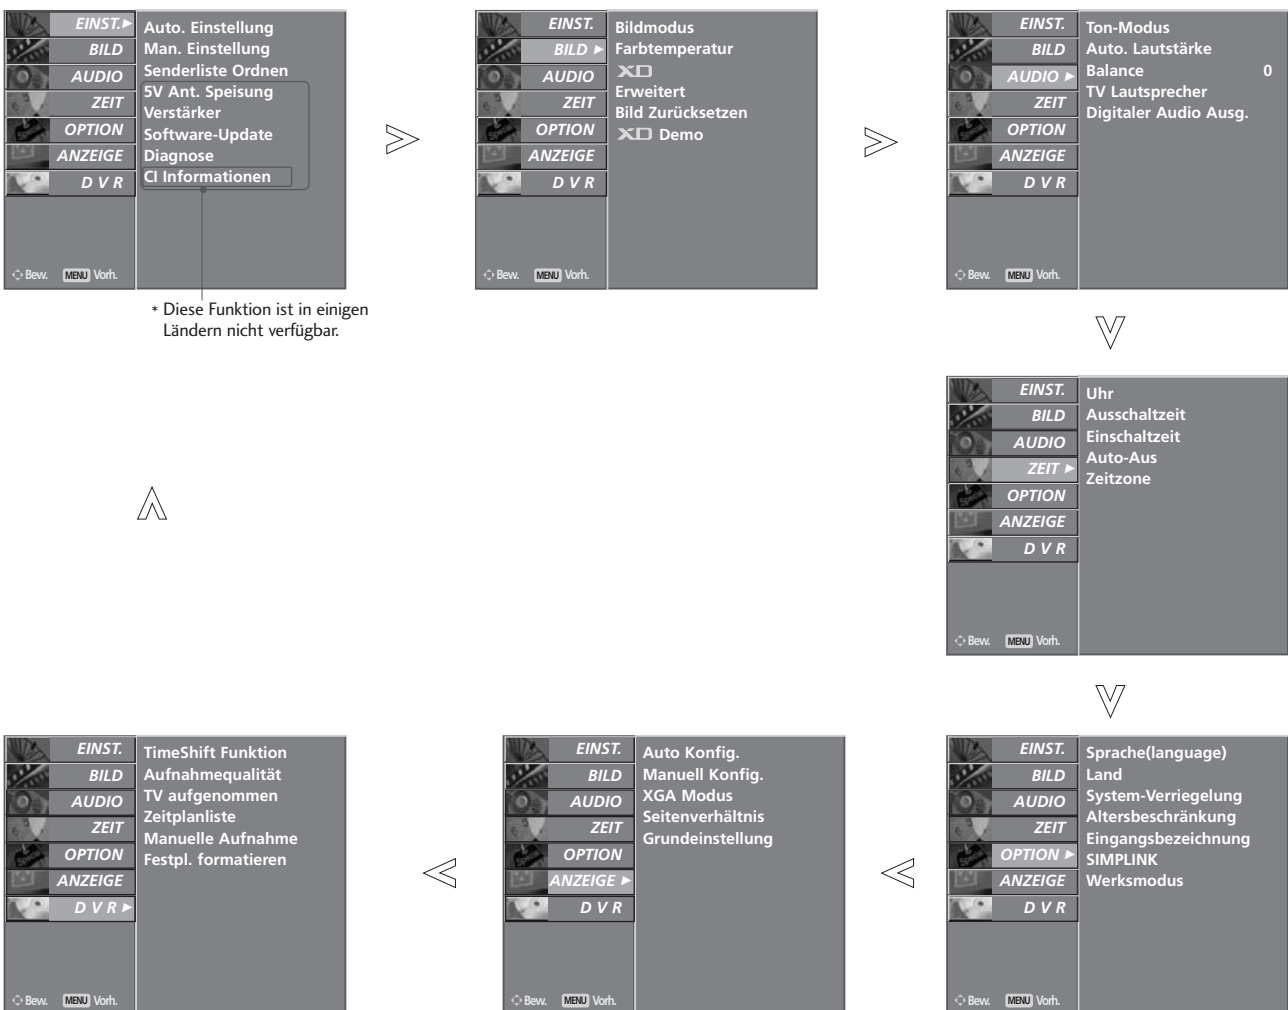 EINST.
BILD
AUDIO
ZEIT
OPTION
ANZEIGE
D V R
Auto. Einstellung
Man. Einstellung
Senderliste Ordnen
5V Ant. Speisung
Verstärker
Software-Update
Diagnose
CI Informationen
Bew. MENU Vorh.
* Diese Funktion ist in einigen
Ländern nicht verfügbar.
EINST.
BILD
AUDIO
ZEIT
OPTION
ANZEIGE
D V R
Bildmodus
Farbtemperatur
XD
Erweitert
Bild Zurücksetzen
XD Demo
Bew. MENU Vorh.
EINST.
BILD
AUDIO
ZEIT
OPTION
ANZEIGE
D V R
Ton-Modus
Auto. Lautstärke
Balance 0
TV Lautsprecher
Digitaler Audio Ausg.
Bew. MENU Vorh.
EINST.
BILD
AUDIO
ZEIT
OPTION
ANZEIGE
D V R
Uhr
Ausschaltzeit
Einschaltzeit
Auto-Aus
Zeitzone
Bew. MENU Vorh.
EINST.
BILD
AUDIO
ZEIT
OPTION
ANZEIGE
D V R
TimeShift Funktion
Aufnahmequalität
TV aufgenommen
Zeitplanliste
Manuelle Aufnahme
Festpl. formatieren
Bew. MENU Vorh.
EINST.
BILD
AUDIO
ZEIT
OPTION
ANZEIGE
D V R
Auto Konfig.
Manuell Konfig.
XGA Modus
Seitenverhältnis
Grundeinstellung
Bew. MENU Vorh.
EINST.
BILD
AUDIO
ZEIT
OPTION
ANZEIGE
D V R
Sprache(language)
Land
System-Verriegelung
Altersbeschränkung
Eingangsbezeichnung
SIMPLINK
Werksmodus
Bew. MENU Vorh.